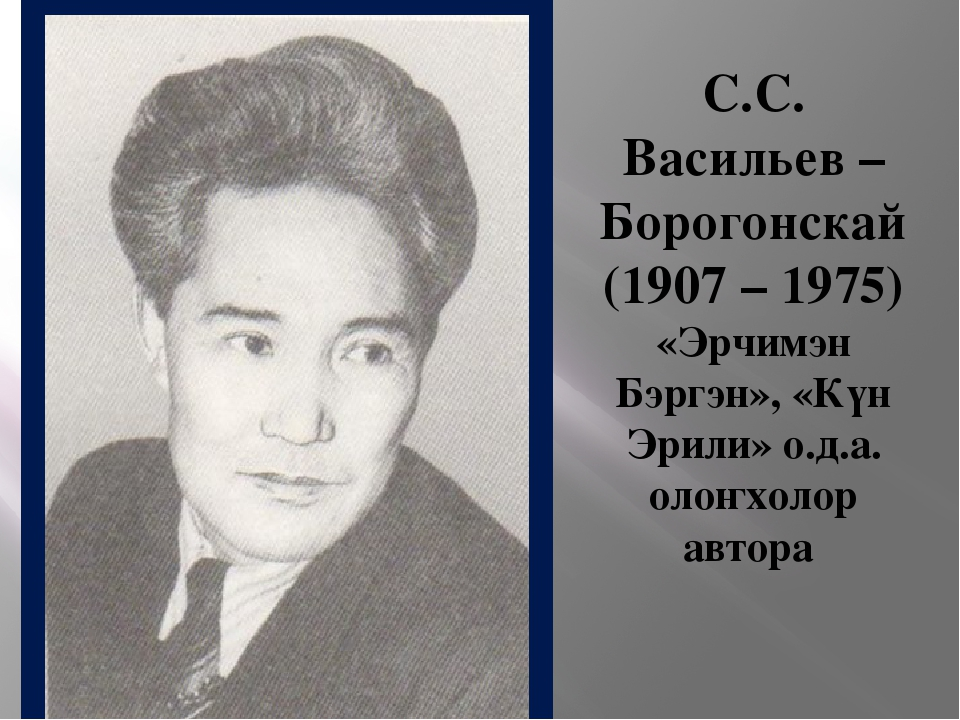 С.С.
Васильев –
Борогонскай
(1907 – 1975)
«Эрчимэн
Бэргэн», «Күн
Эрили» о.д.а.
олоҥхолор
автора